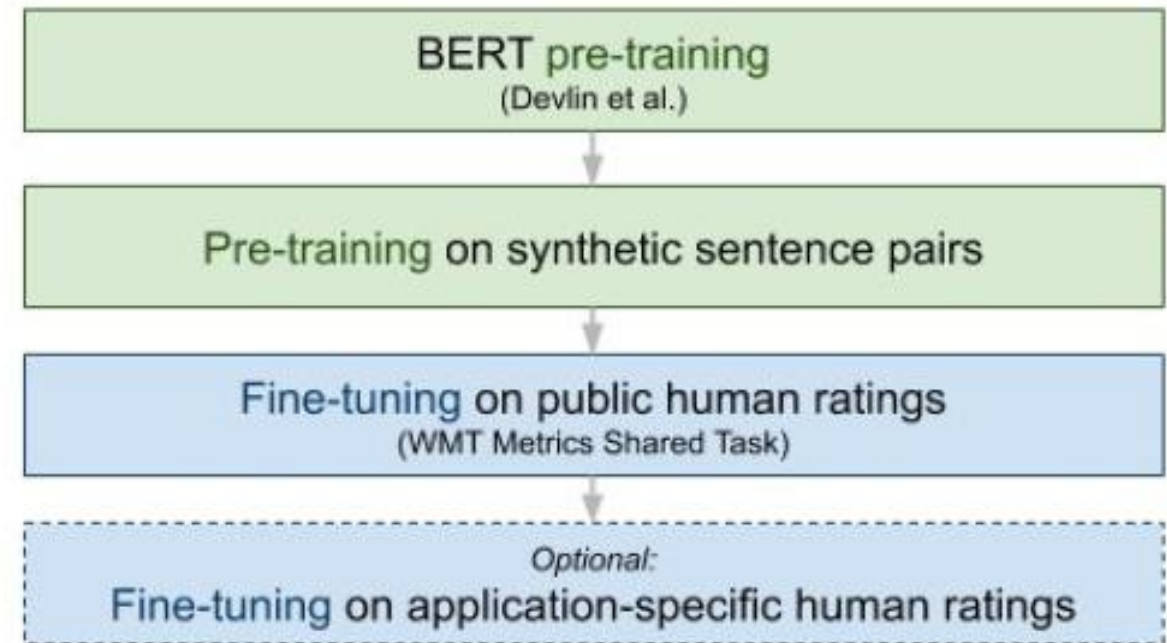 BERT pre-training
(Devlin et al.)
Pre-training on synthetic sentence pairs
Fine-tuning on public human ratings
(WMT Metrics Shared Task)
Optional:
Fine-tuning on application-specific human ratings